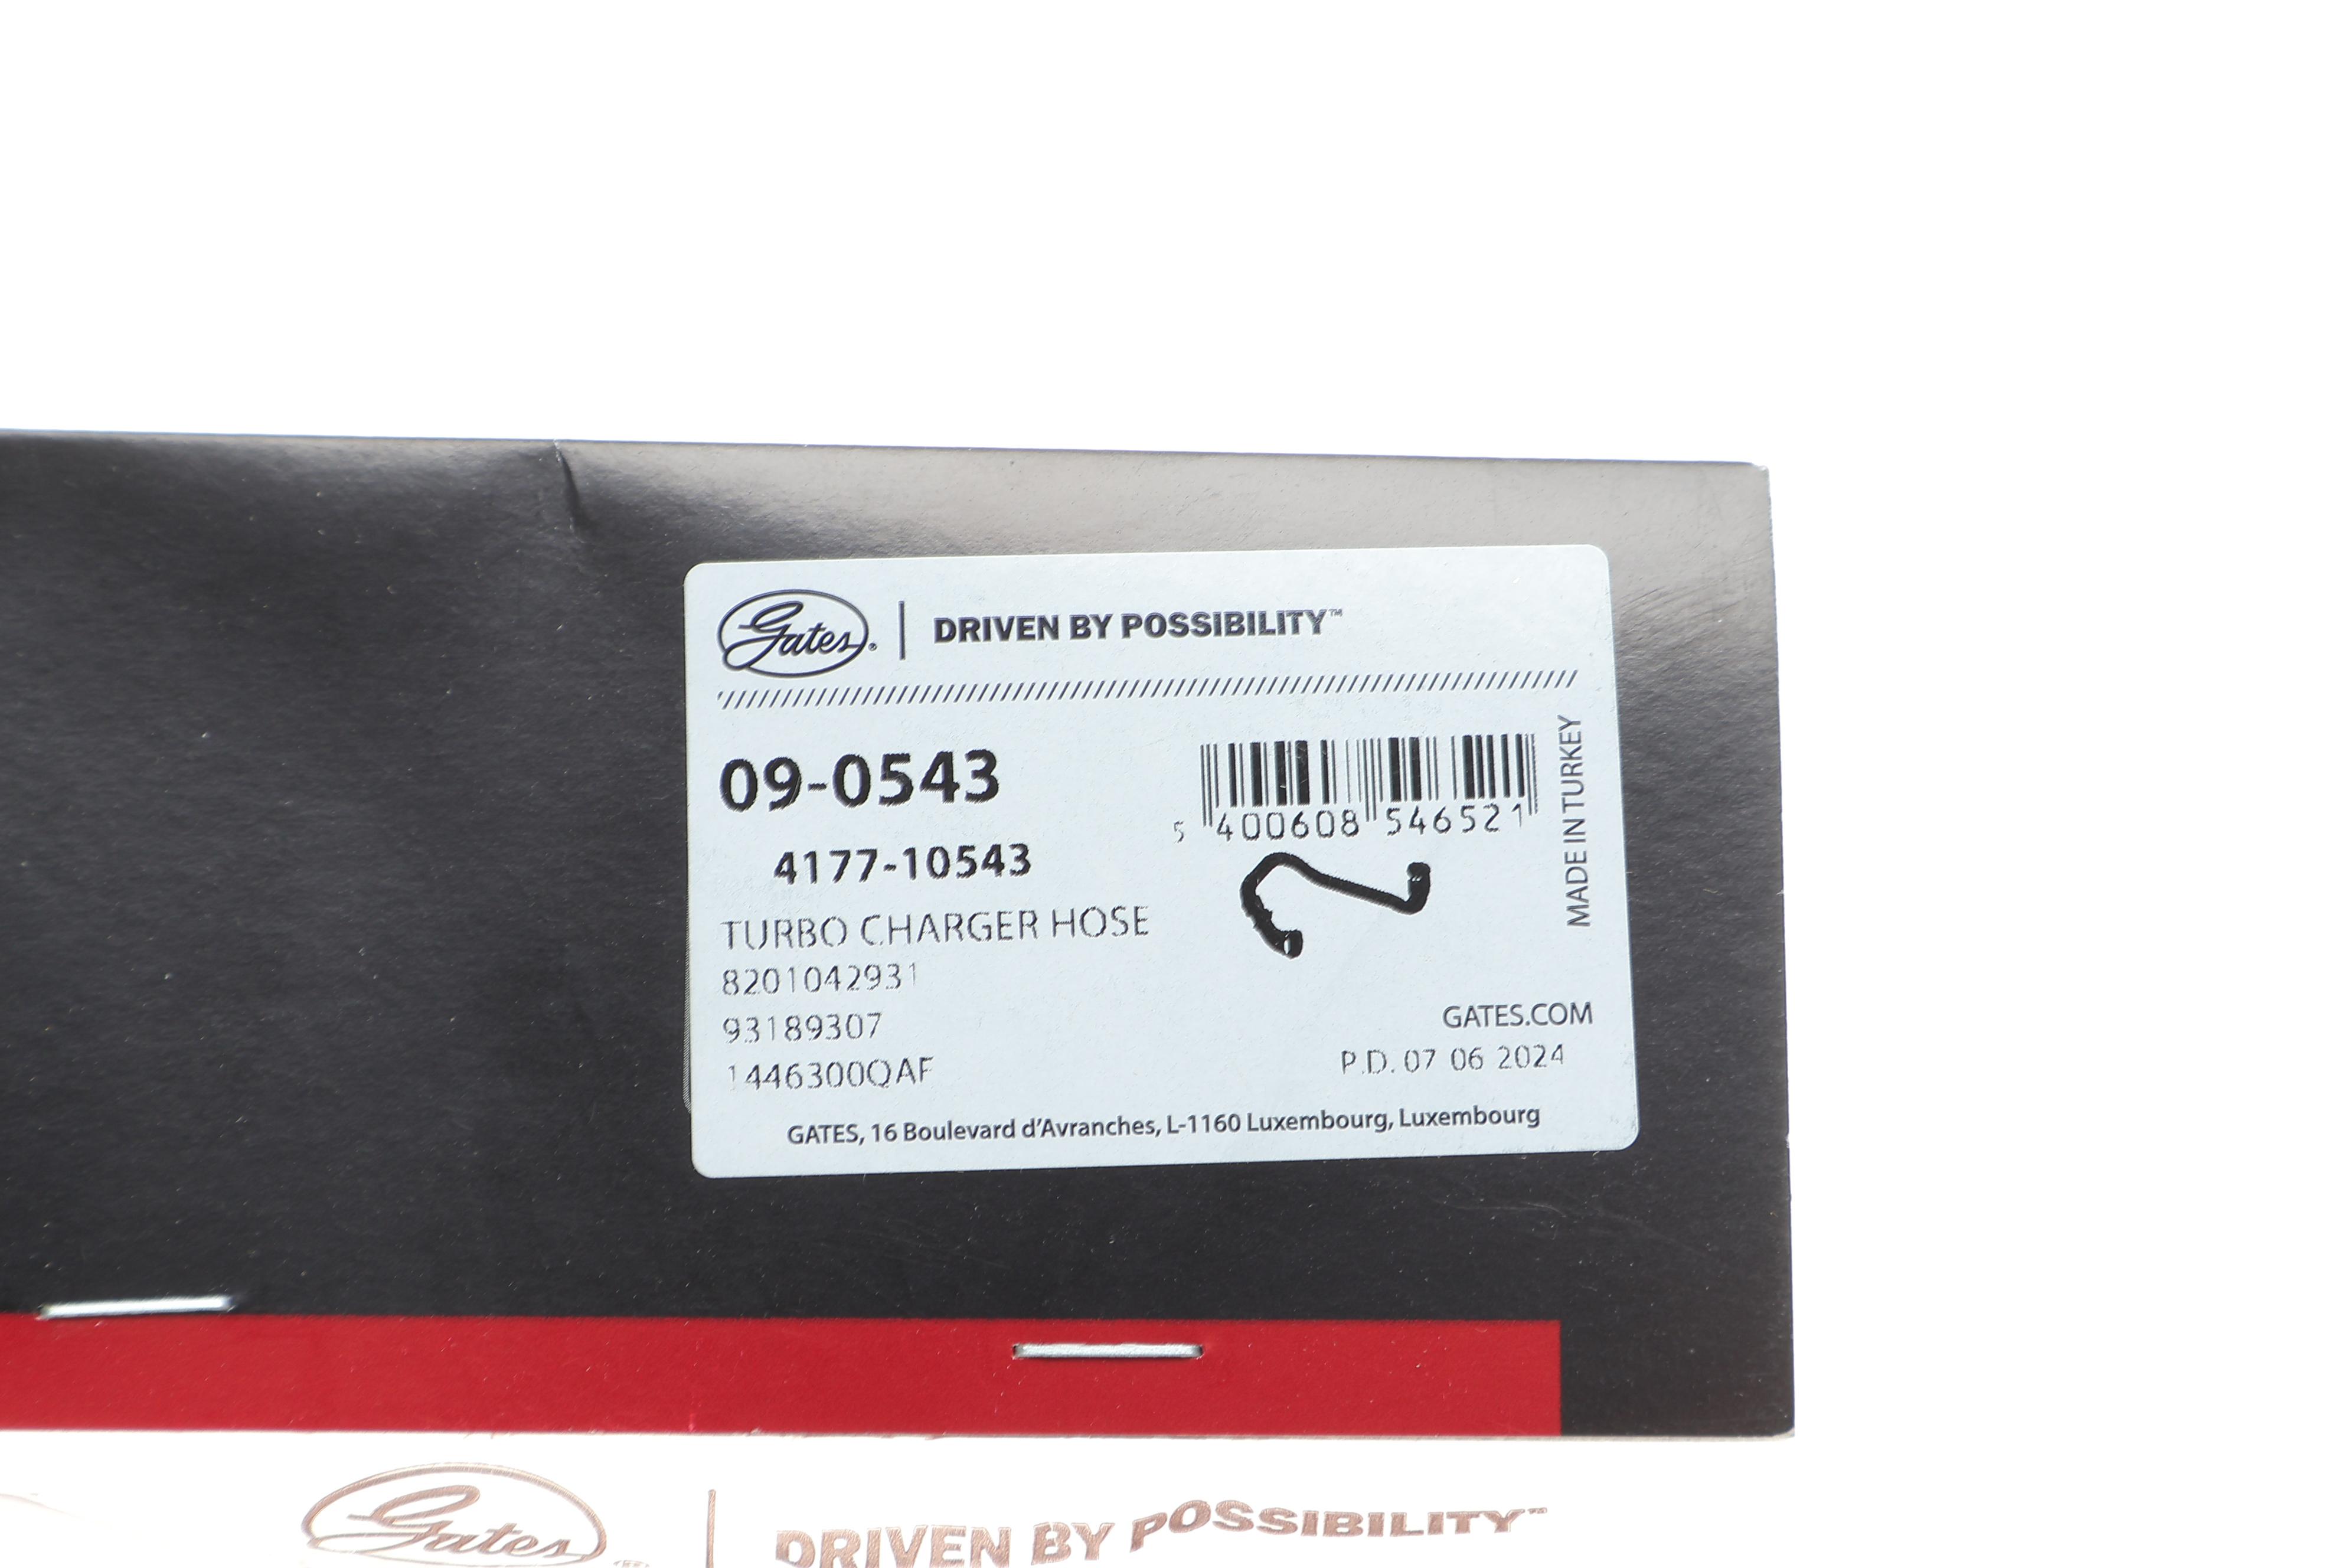 Gates® | DRIVEN BY POSSIBILITY™
09-0543
5 400608 546521
MADE IN TURKEY
4177-10543
TURBO CHARGER HOSE
8201042931
93189307
1446300QAF
GATES.COM
P.D. 07 06 2024
GATES, 16 Boulevard d'Avranches, L-1160 Luxembourg, Luxembourg
Gates® | DRIVEN BY POSSIBILITY™